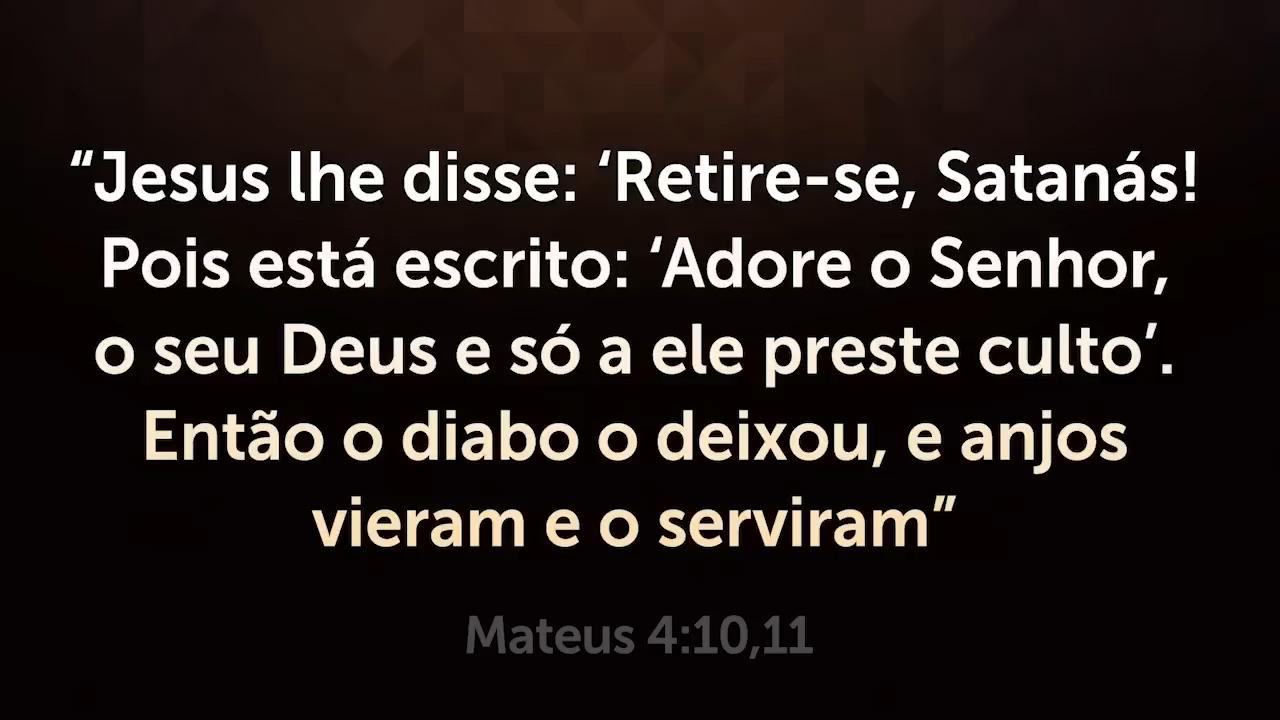 “Jesus lhe disse: ‘Retire-se, Satanás!
Pois está escrito: ‘Adore o Senhor,
o seu Deus e só a ele preste culto’.
Então o diabo o deixou, e anjos
vieram e o serviram”
Mateus 4:10,11